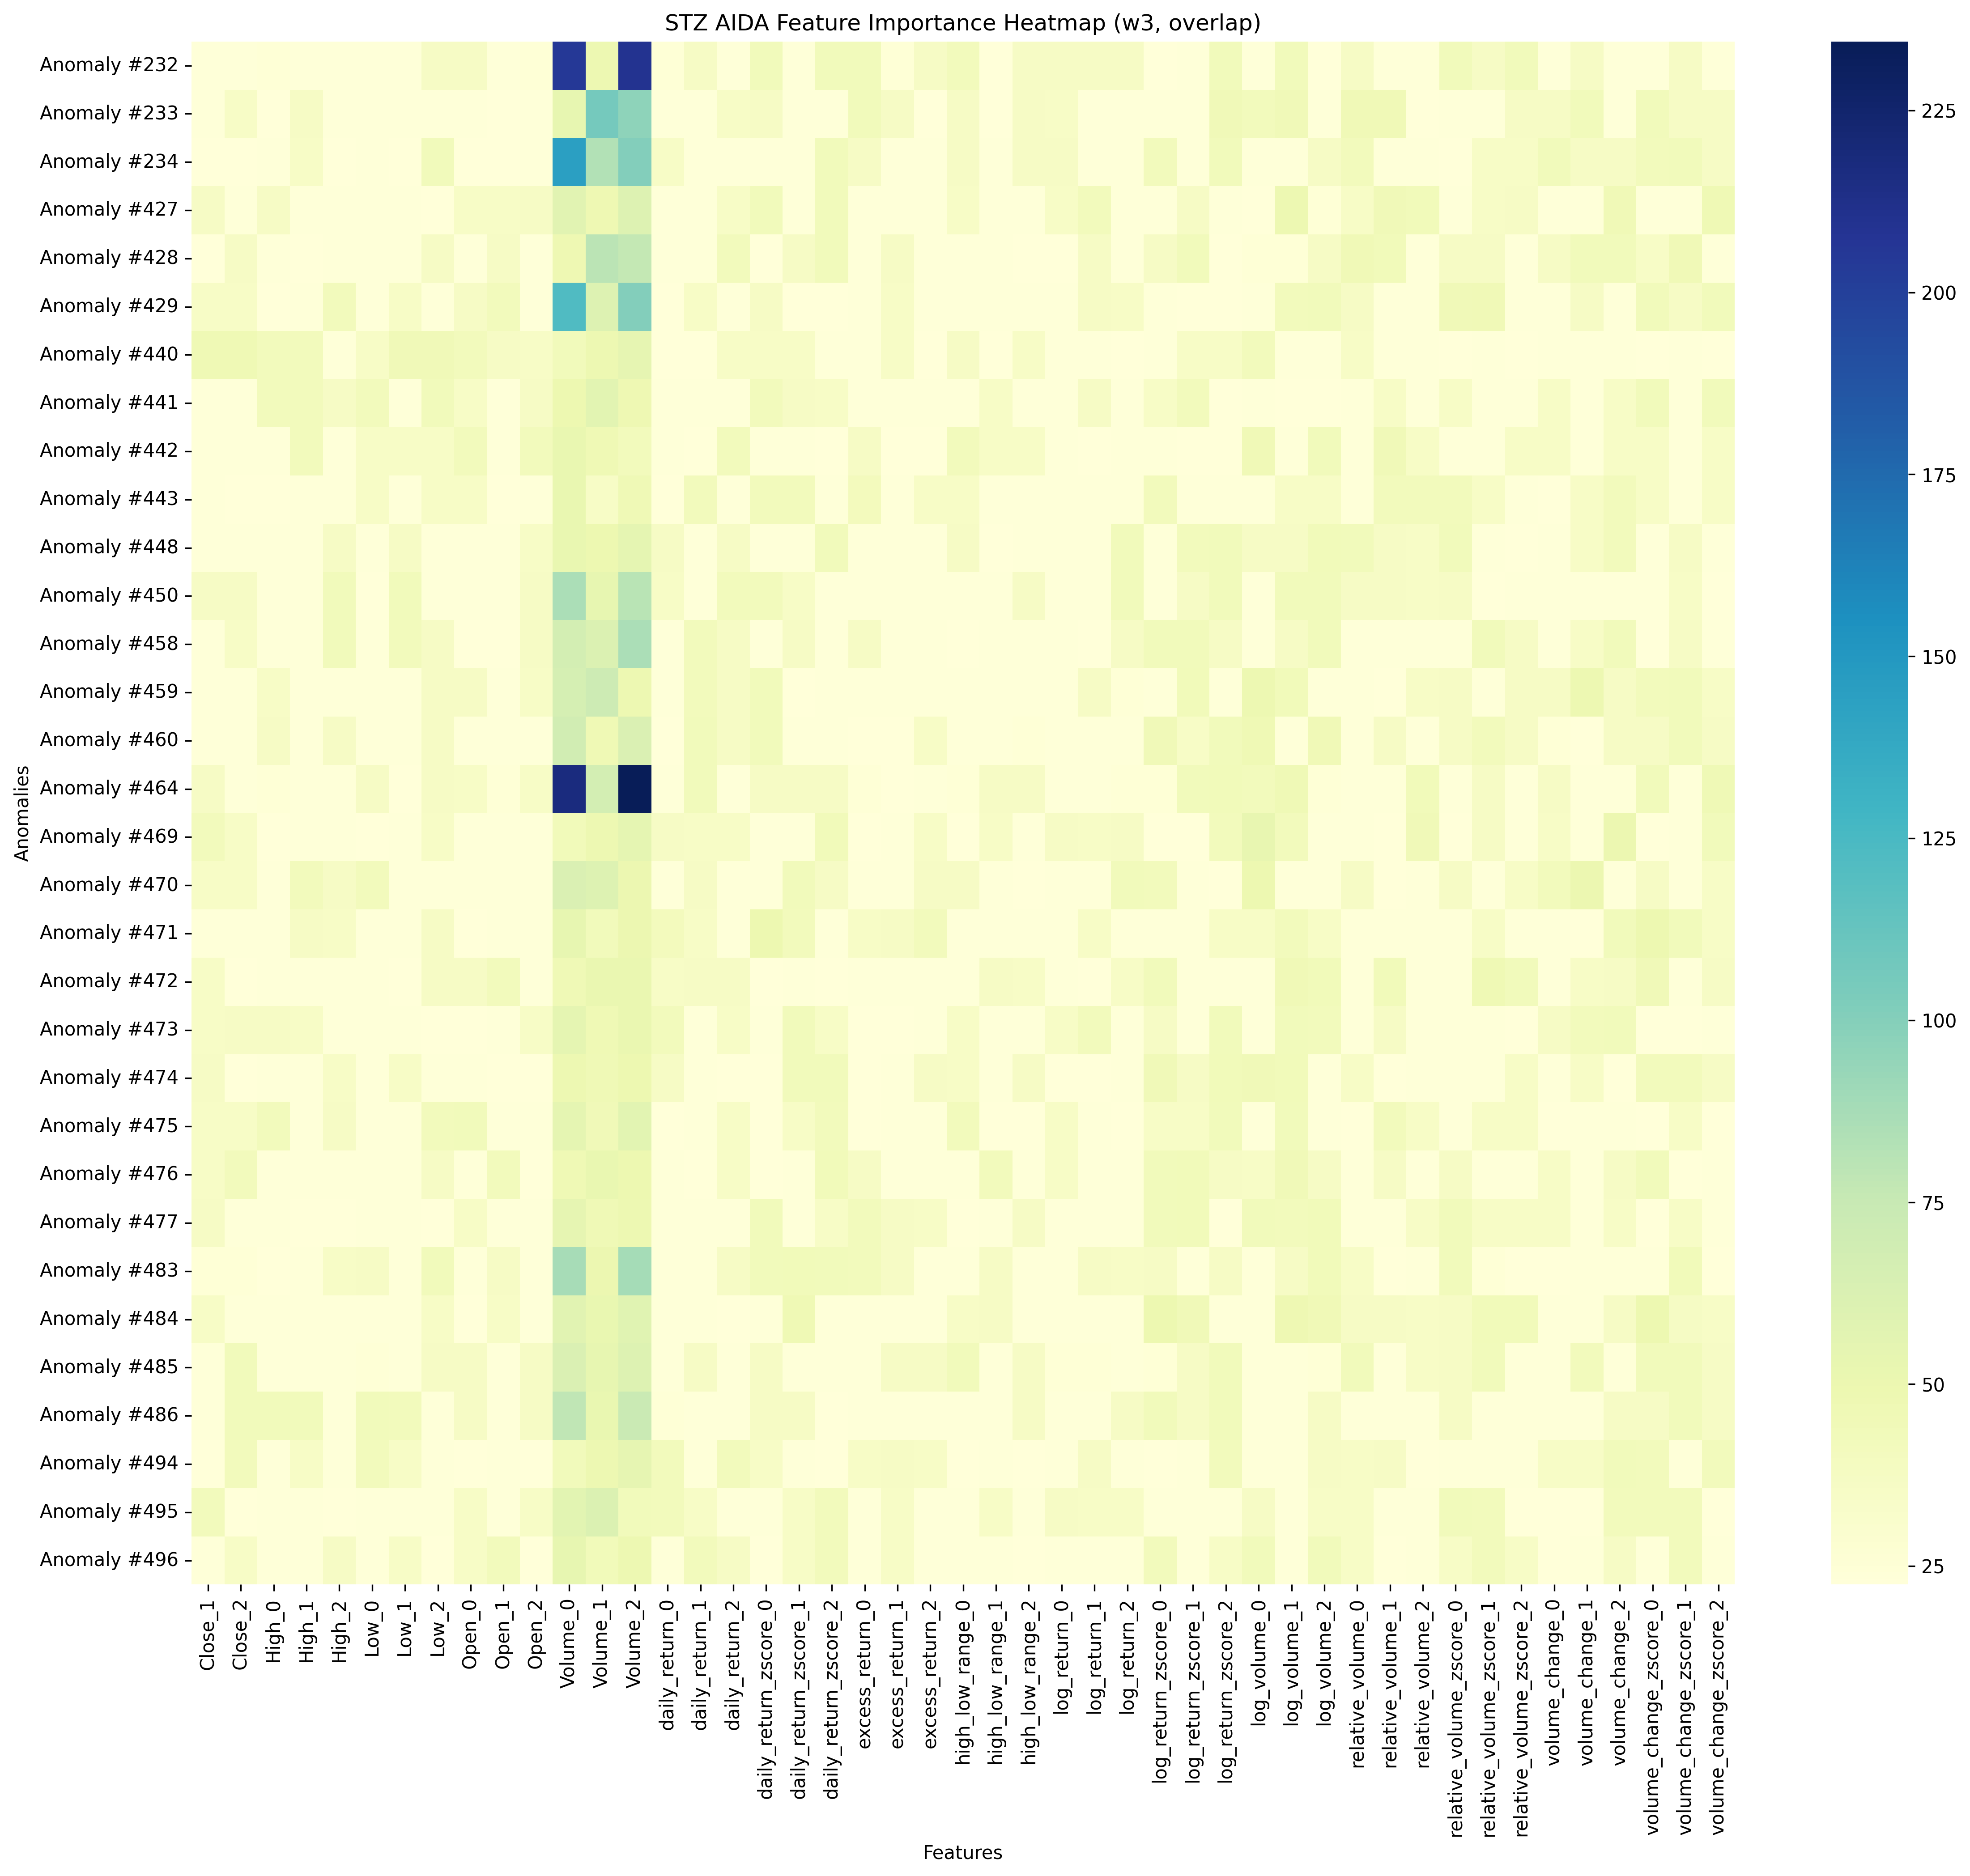 STZ AIDA Feature Importance Heatmap (w3, overlap)
Anomaly #232
Anomaly #233
Anomaly #234
Anomaly #427
Anomaly #428
Anomaly #429
Anomaly #440
Anomaly #441
Anomaly #442
Anomaly #443
Anomaly #448
Anomaly #450
Anomaly #458
Anomaly #459
Anomaly #460
Anomaly #464
Anomaly #469
Anomaly #470
Anomaly #471
Anomaly #472
Anomaly #473
Anomaly #474
Anomaly #475
Anomaly #476
Anomaly #477
Anomaly #483
Anomaly #484
Anomaly #485
Anomaly #486
Anomaly #494
Anomaly #495
Anomaly #496
Anomalies
Close_1
Close_2
High_0
High_1
High_2
Low_0
Low_1
Low_2
Open_0
Open_1
Open_2
Volume_0
Volume_1
Volume_2
daily_return_0
daily_return_1
daily_return_2
daily_return_zscore_0
daily_return_zscore_1
daily_return_zscore_2
excess_return_0
excess_return_1
excess_return_2
high_low_range_0
high_low_range_1
high_low_range_2
log_return_0
log_return_1
log_return_2
log_return_zscore_0
log_return_zscore_1
log_return_zscore_2
log_volume_0
log_volume_1
log_volume_2
relative_volume_0
relative_volume_1
relative_volume_2
relative_volume_zscore_0
relative_volume_zscore_1
relative_volume_zscore_2
volume_change_0
volume_change_1
volume_change_2
volume_change_zscore_0
volume_change_zscore_1
volume_change_zscore_2
Features
225
200
175
150
125
100
75
50
25